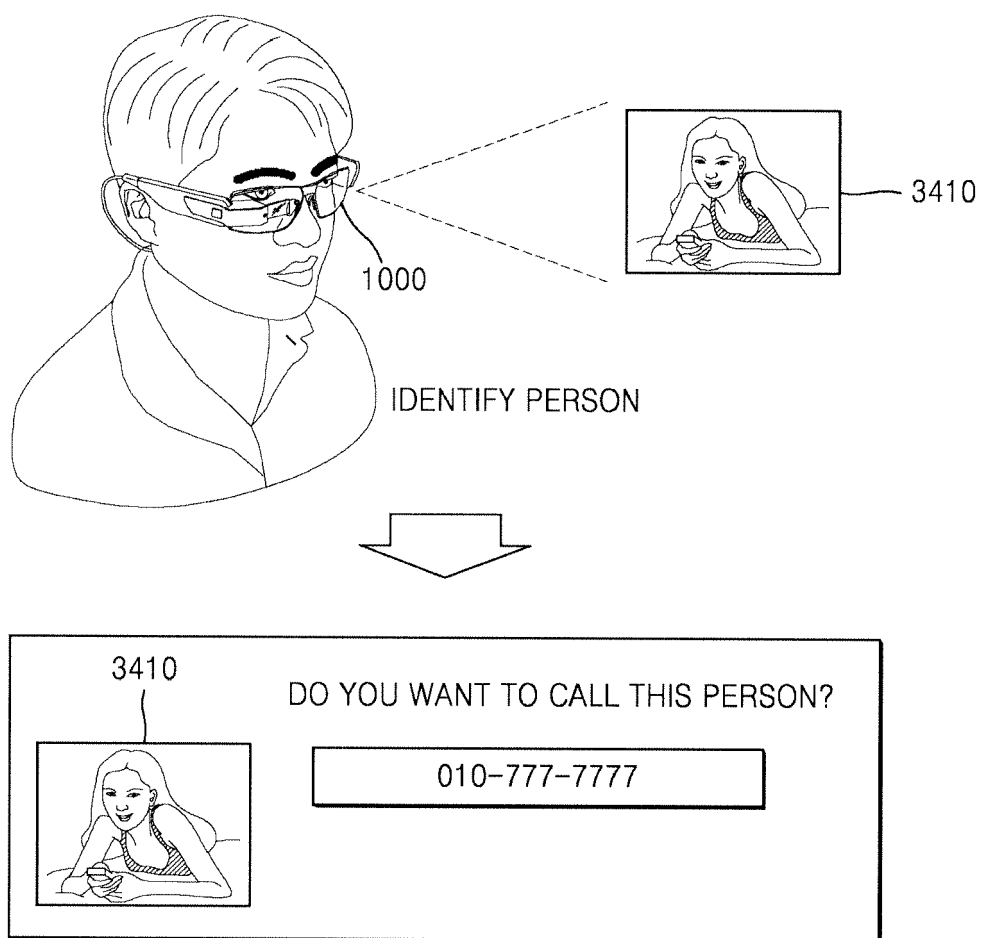 3410
1000
IDENTIFY PERSON
3410
DO YOU WANT TO CALL THIS PERSON?
010-777-7777